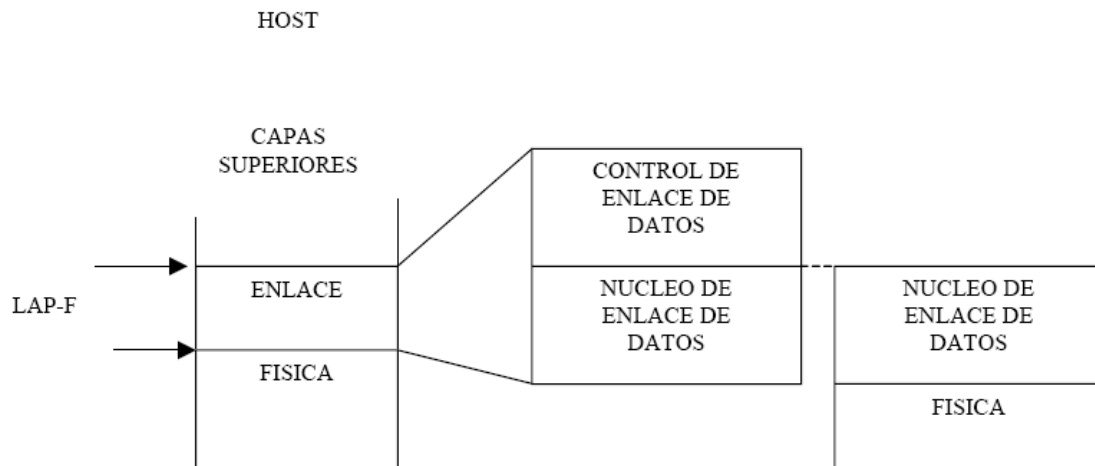 HOST
CAPAS
SUPERIORES
CONTROL DE
ENLACE DE
DATOS
LAP-F
ENLACE
NUCLEO DE
ENLACE DE
DATOS
NUCLEO DE
ENLACE DE
DATOS
FISICA
FISICA